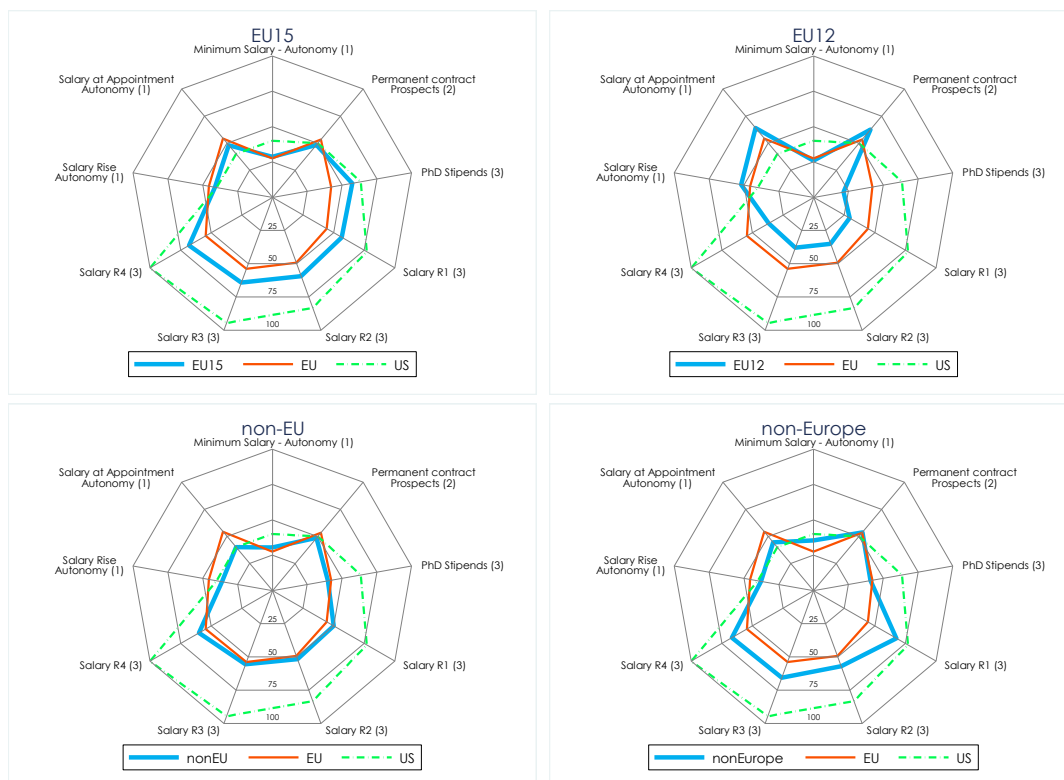 EU15
Minimum Salary - Autonomy (1)
Salary at Appointment
Autonomy (1)
Permanent contract
Prospects (2)
Salary Rise
Autonomy (1)
PhD Stipends (3)
25
50
75
100
Salary R4 (3)
Salary R1 (3)
Salary R3 (3)
Salary R2 (3)
EU15
EU
US
EU12
Minimum Salary - Autonomy (1)
Salary at Appointment
Autonomy (1)
Permanent contract
Prospects (2)
Salary Rise
Autonomy (1)
PhD Stipends (3)
25
50
75
100
Salary R4 (3)
Salary R1 (3)
Salary R3 (3)
Salary R2 (3)
EU12
EU
US
non-EU
Minimum Salary - Autonomy (1)
Salary at Appointment
Autonomy (1)
Permanent contract
Prospects (2)
Salary Rise
Autonomy (1)
PhD Stipends (3)
25
50
75
100
Salary R4 (3)
Salary R1 (3)
Salary R3 (3)
Salary R2 (3)
nonEU
EU
US
non-Europe
Minimum Salary - Autonomy (1)
Salary at Appointment
Autonomy (1)
Permanent contract
Prospects (2)
Salary Rise
Autonomy (1)
PhD Stipends (3)
25
50
75
100
Salary R4 (3)
Salary R1 (3)
Salary R3 (3)
Salary R2 (3)
nonEurope
EU
US